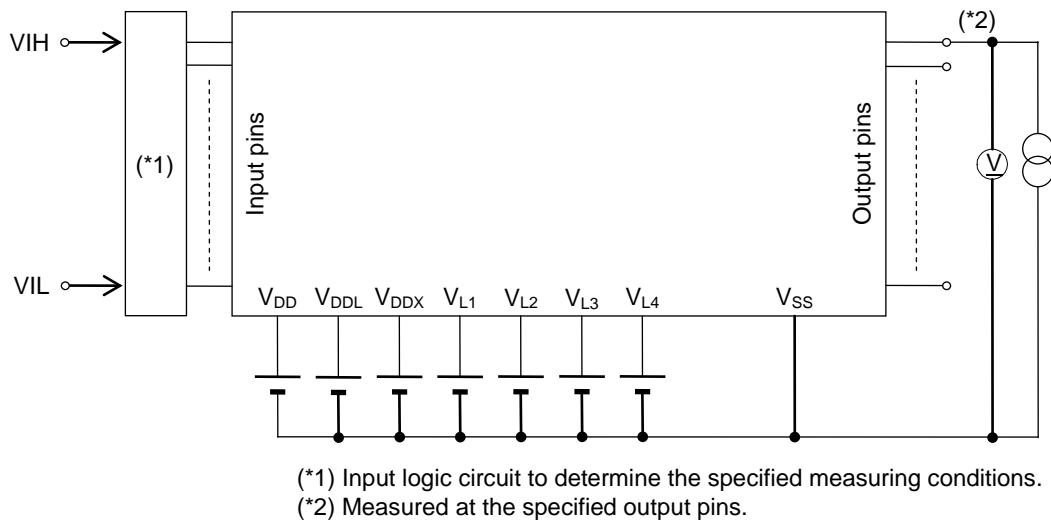 (*2)
VIH
Input pins
Output pins
(*1)
V
VIL
VDD VDDL VDDX VL1 VL2 VL3 VL4 VSS
(*1) Input logic circuit to determine the specified measuring conditions.
(*2) Measured at the specified output pins.